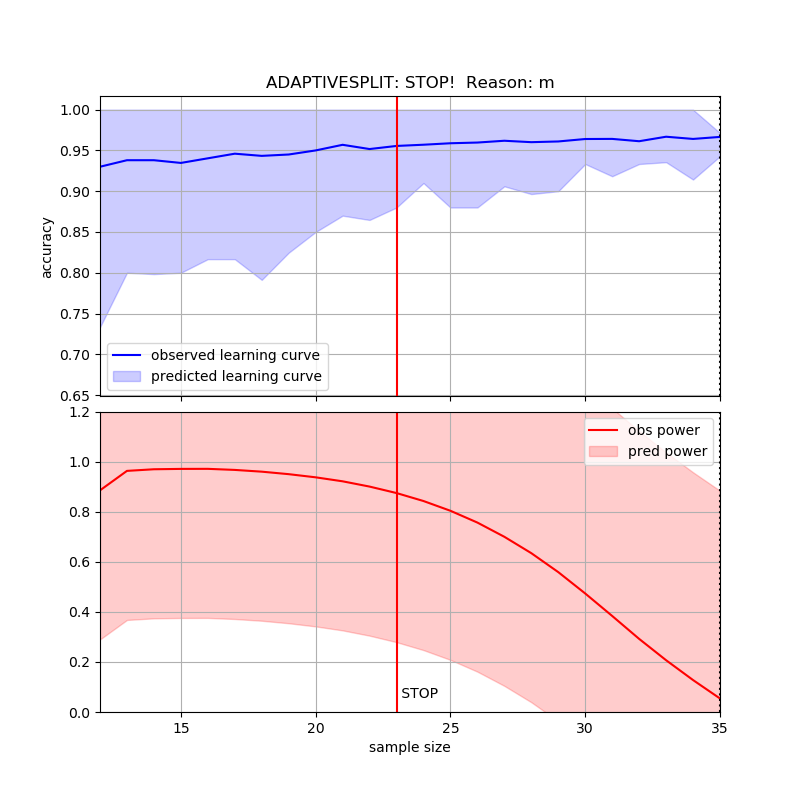 ADAPTIVESPLIT: STOP!  Reason: m
1.00
0.95
0.90
0.85
0.80
0.75
0.70
0.65
accuracy
observed learning curve
predicted learning curve
1.2
1.0
0.8
0.6
0.4
0.2
0.0
obs power
pred power
STOP
15 20 25 30 35
sample size